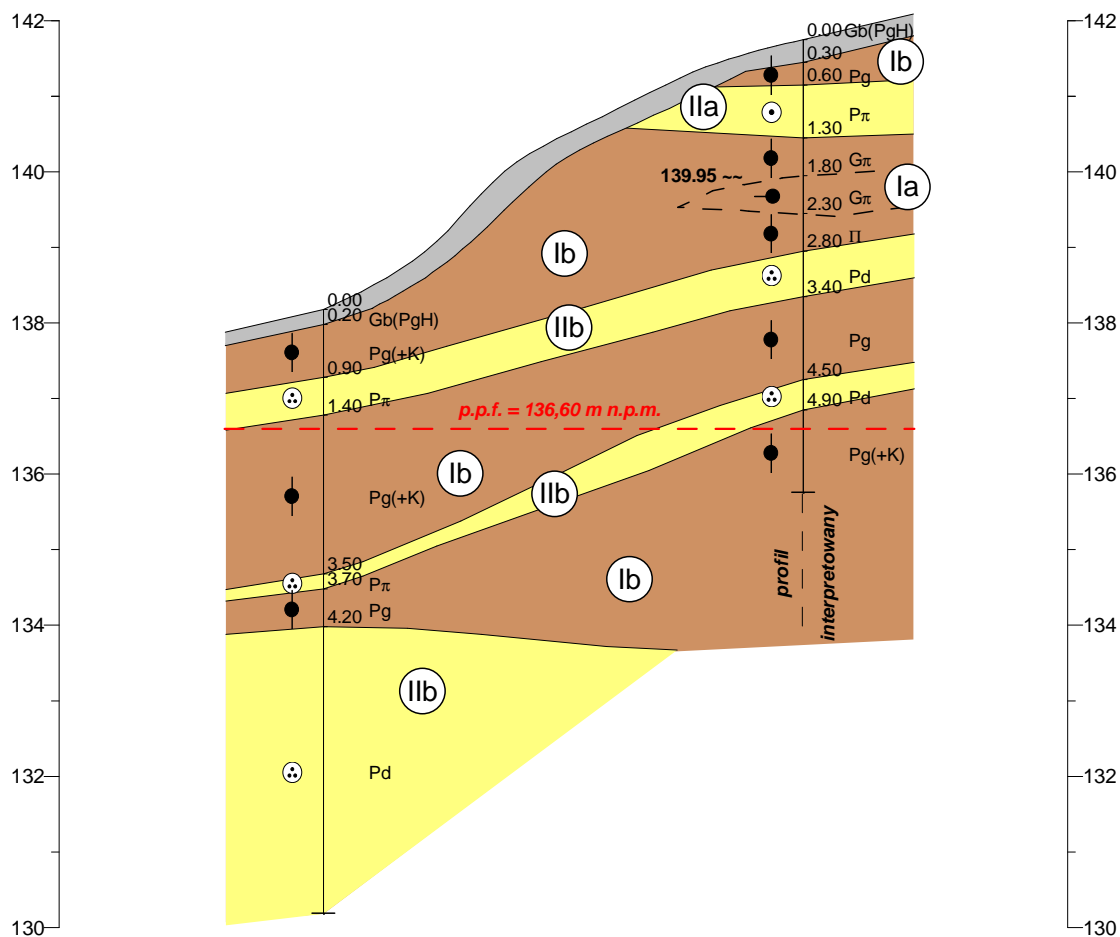 142
142
0.00 Gb(PgH)
0.30
Ib
0.60 Pg
IIa
Pπ
1.30
140
140
Gπ
1.80
139.95 ~~
Ia
Gπ
2.30
Π
2.80
Ib
Pd
3.40
0.00
138
138
0.20
Gb(PgH)
IIb
Pg
Pg(+K)
0.90
4.50
Pπ
1.40
4.90 Pd
p.p.f. = 136,60 m n.p.m.
Pg(+K)
136
136
Ib
Pg(+K)
IIb
profil
interpretowany
3.50
3.70
Pπ
Ib
Pg
4.20
134
134
IIb
Pd
132
132
130
130